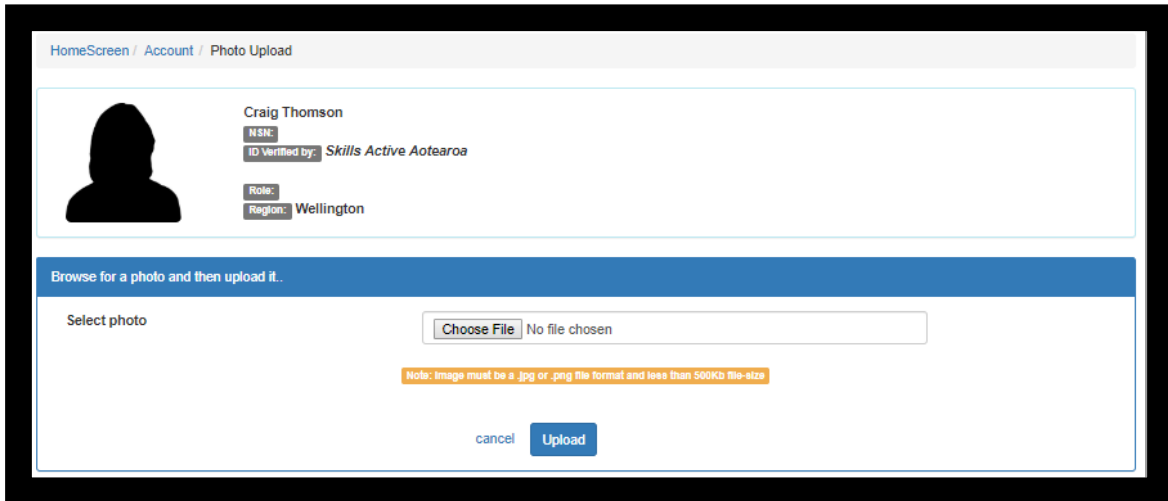 HomeScreen / Account / Photo Upload
Craig Thomson
NSN:
ID Verified by: Skills Active Aotearoa
Role:
Region: Wellington
Browse for a photo and then upload it..
Select photo
Choose File No file chosen
Note: Image must be a .jpg or .png file format and less than 500Kb file-size
cancel Upload